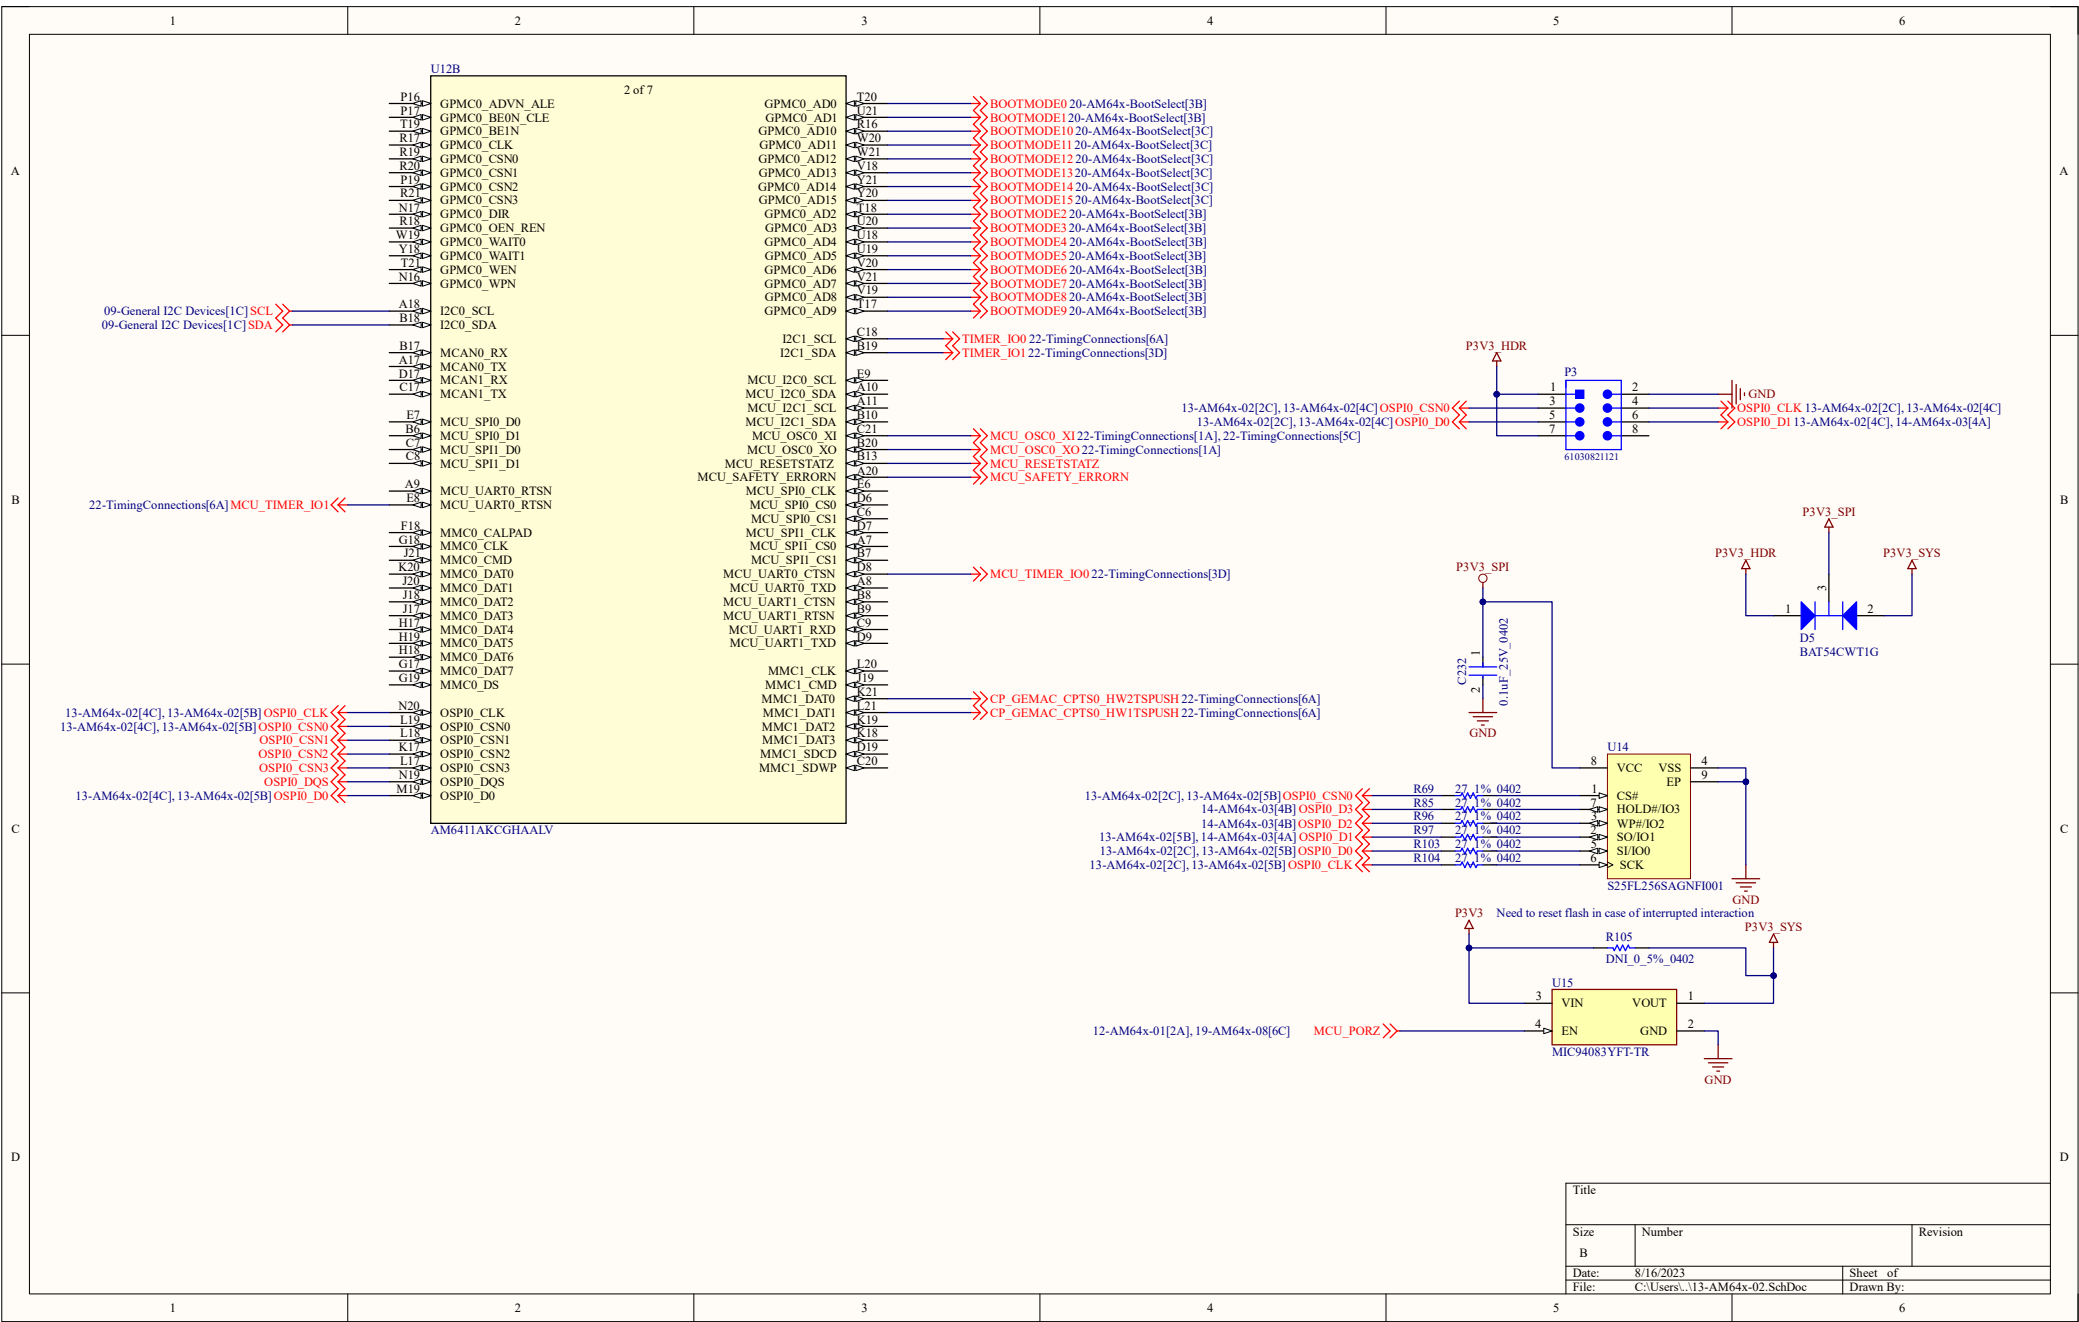 1 2 3 4 5 6
A A
B B
C C
D D
U12B
2 of 7
P16 GPMC0_ADVN_ALE
P17 GPMC0_BE0N_CLE
T19 GPMC0_BE1N
R17 GPMC0_CLK
R19 GPMC0_CSN0
R20 GPMC0_CSN1
P19 GPMC0_CSN2
R21 GPMC0_CSN3
N17 GPMC0_DIR
R18 GPMC0_OEN_REN
W19 GPMC0_WAIT0
Y18 GPMC0_WAIT1
T21 GPMC0_WEN
N16 GPMC0_WPN
09-General I2C Devices[1C] SCL A18 I2C0_SCL
09-General I2C Devices[1C] SDA B18 I2C0_SDA
B17 MCAN0_RX
A17 MCAN0_TX
D17 MCAN1_RX
C17 MCAN1_TX
E7 MCU_SPI0_D0
B6 MCU_SPI0_D1
C7 MCU_SPI1_D0
C8 MCU_SPI1_D1
A9 MCU_UART0_RTSN
22-TimingConnections[6A] MCU_TIMER_IO1 E8 MCU_UART0_RTSN
F18 MMC0_CALPAD
G18 MMC0_CLK
J21 MMC0_CMD
K20 MMC0_DAT0
J20 MMC0_DAT1
J18 MMC0_DAT2
J17 MMC0_DAT3
H17 MMC0_DAT4
H19 MMC0_DAT5
H18 MMC0_DAT6
G17 MMC0_DAT7
G19 MMC0_DS
13-AM64x-02[4C], 13-AM64x-02[5B] OSPI0_CLK N20 OSPI0_CLK
13-AM64x-02[4C], 13-AM64x-02[5B] OSPI0_CSN0 L19 OSPI0_CSN0
OSPI0_CSN1 L18 OSPI0_CSN1
OSPI0_CSN2 K17 OSPI0_CSN2
OSPI0_CSN3 L17 OSPI0_CSN3
OSPI0_DQS N19 OSPI0_DQS
13-AM64x-02[4C], 13-AM64x-02[5B] OSPI0_D0 M19 OSPI0_D0
GPMC0_AD0 T20 BOOTMODE0 20-AM64x-BootSelect[3B]
GPMC0_AD1 U21 BOOTMODE1 20-AM64x-BootSelect[3B]
GPMC0_AD10 R16 BOOTMODE10 20-AM64x-BootSelect[3C]
GPMC0_AD11 W20 BOOTMODE11 20-AM64x-BootSelect[3C]
GPMC0_AD12 W21 BOOTMODE12 20-AM64x-BootSelect[3C]
GPMC0_AD13 V18 BOOTMODE13 20-AM64x-BootSelect[3C]
GPMC0_AD14 Y21 BOOTMODE14 20-AM64x-BootSelect[3C]
GPMC0_AD15 Y20 BOOTMODE15 20-AM64x-BootSelect[3C]
GPMC0_AD2 T18 BOOTMODE2 20-AM64x-BootSelect[3B]
GPMC0_AD3 U20 BOOTMODE3 20-AM64x-BootSelect[3B]
GPMC0_AD4 U18 BOOTMODE4 20-AM64x-BootSelect[3B]
GPMC0_AD5 U19 BOOTMODE5 20-AM64x-BootSelect[3B]
GPMC0_AD6 V20 BOOTMODE6 20-AM64x-BootSelect[3B]
GPMC0_AD7 V21 BOOTMODE7 20-AM64x-BootSelect[3B]
GPMC0_AD8 V19 BOOTMODE8 20-AM64x-BootSelect[3B]
GPMC0_AD9 T17 BOOTMODE9 20-AM64x-BootSelect[3B]
I2C1_SCL C18 TIMER_IO0 22-TimingConnections[6A]
I2C1_SDA B19 TIMER_IO1 22-TimingConnections[3D]
MCU_I2C0_SCL E9
MCU_I2C0_SDA A10
MCU_I2C1_SCL A11
MCU_I2C1_SDA B10
MCU_OSC0_XI C21 MCU_OSC0_XI 22-TimingConnections[1A], 22-TimingConnections[5C]
MCU_OSC0_XO B20 MCU_OSC0_XO 22-TimingConnections[1A]
MCU_RESETSTATZ B13 MCU_RESETSTATZ
MCU_SAFETY_ERRORN A20 MCU_SAFETY_ERRORN
MCU_SPI0_CLK E6
MCU_SPI0_CS0 D6
MCU_SPI0_CS1 C6
MCU_SPI1_CLK D7
MCU_SPI1_CS0 A7
MCU_SPI1_CS1 B7
MCU_UART0_CTSN D8 MCU_TIMER_IO0 22-TimingConnections[3D]
MCU_UART0_TXD A8
MCU_UART1_CTSN B8
MCU_UART1_RTSN B9
MCU_UART1_RXD C9
MCU_UART1_TXD D9
MMC1_CLK L20
MMC1_CMD J19
MMC1_DAT0 K21 CP_GEMAC_CPTS0_HW2TSPUSH 22-TimingConnections[6A]
MMC1_DAT1 L21 CP_GEMAC_CPTS0_HW1TSPUSH 22-TimingConnections[6A]
MMC1_DAT2 K19
MMC1_DAT3 K18
MMC1_SDCD D19
MMC1_SDWP C20
AM6411AKCGHAALV
P3V3_HDR
P3
1 2 GND
13-AM64x-02[2C], 13-AM64x-02[4C] OSPI0_CSN0 3 4 OSPI0_CLK 13-AM64x-02[2C], 13-AM64x-02[4C]
13-AM64x-02[2C], 13-AM64x-02[4C] OSPI0_D0 5 6 OSPI0_D1 13-AM64x-02[4C], 14-AM64x-03[4A]
7 8
61030821121
P3V3_SPI
P3V3_HDR P3V3_SYS
3
1 2
D5
BAT54CWT1G
P3V3_SPI
1
C232
2
0.1uF_25V_0402
GND
U14
8 VCC VSS 4
EP 9
13-AM64x-02[2C], 13-AM64x-02[5B] OSPI0_CSN0 R69 27_1%_0402 1 CS#
14-AM64x-03[4B] OSPI0_D3 R85 27_1%_0402 7 HOLD#/IO3
14-AM64x-03[4B] OSPI0_D2 R96 27_1%_0402 3 WP#/IO2
13-AM64x-02[5B], 14-AM64x-03[4A] OSPI0_D1 R97 27_1%_0402 2 SO/IO1
13-AM64x-02[2C], 13-AM64x-02[5B] OSPI0_D0 R103 27_1%_0402 5 SI/IO0
13-AM64x-02[2C], 13-AM64x-02[5B] OSPI0_CLK R104 27_1%_0402 6 SCK
S25FL256SAGNFI001
GND
P3V3 Need to reset flash in case of interrupted interaction
P3V3_SYS
R105
DNI_0_5%_0402
U15
3 VIN VOUT 1
12-AM64x-01[2A], 19-AM64x-08[6C] MCU_PORZ 4 EN GND 2
MIC94083YFT-TR
GND
Title
Size Number Revision
B
Date: 8/16/2023 Sheet of
File: C:\Users\..\13-AM64x-02.SchDoc Drawn By:
1 2 3 4 5 6